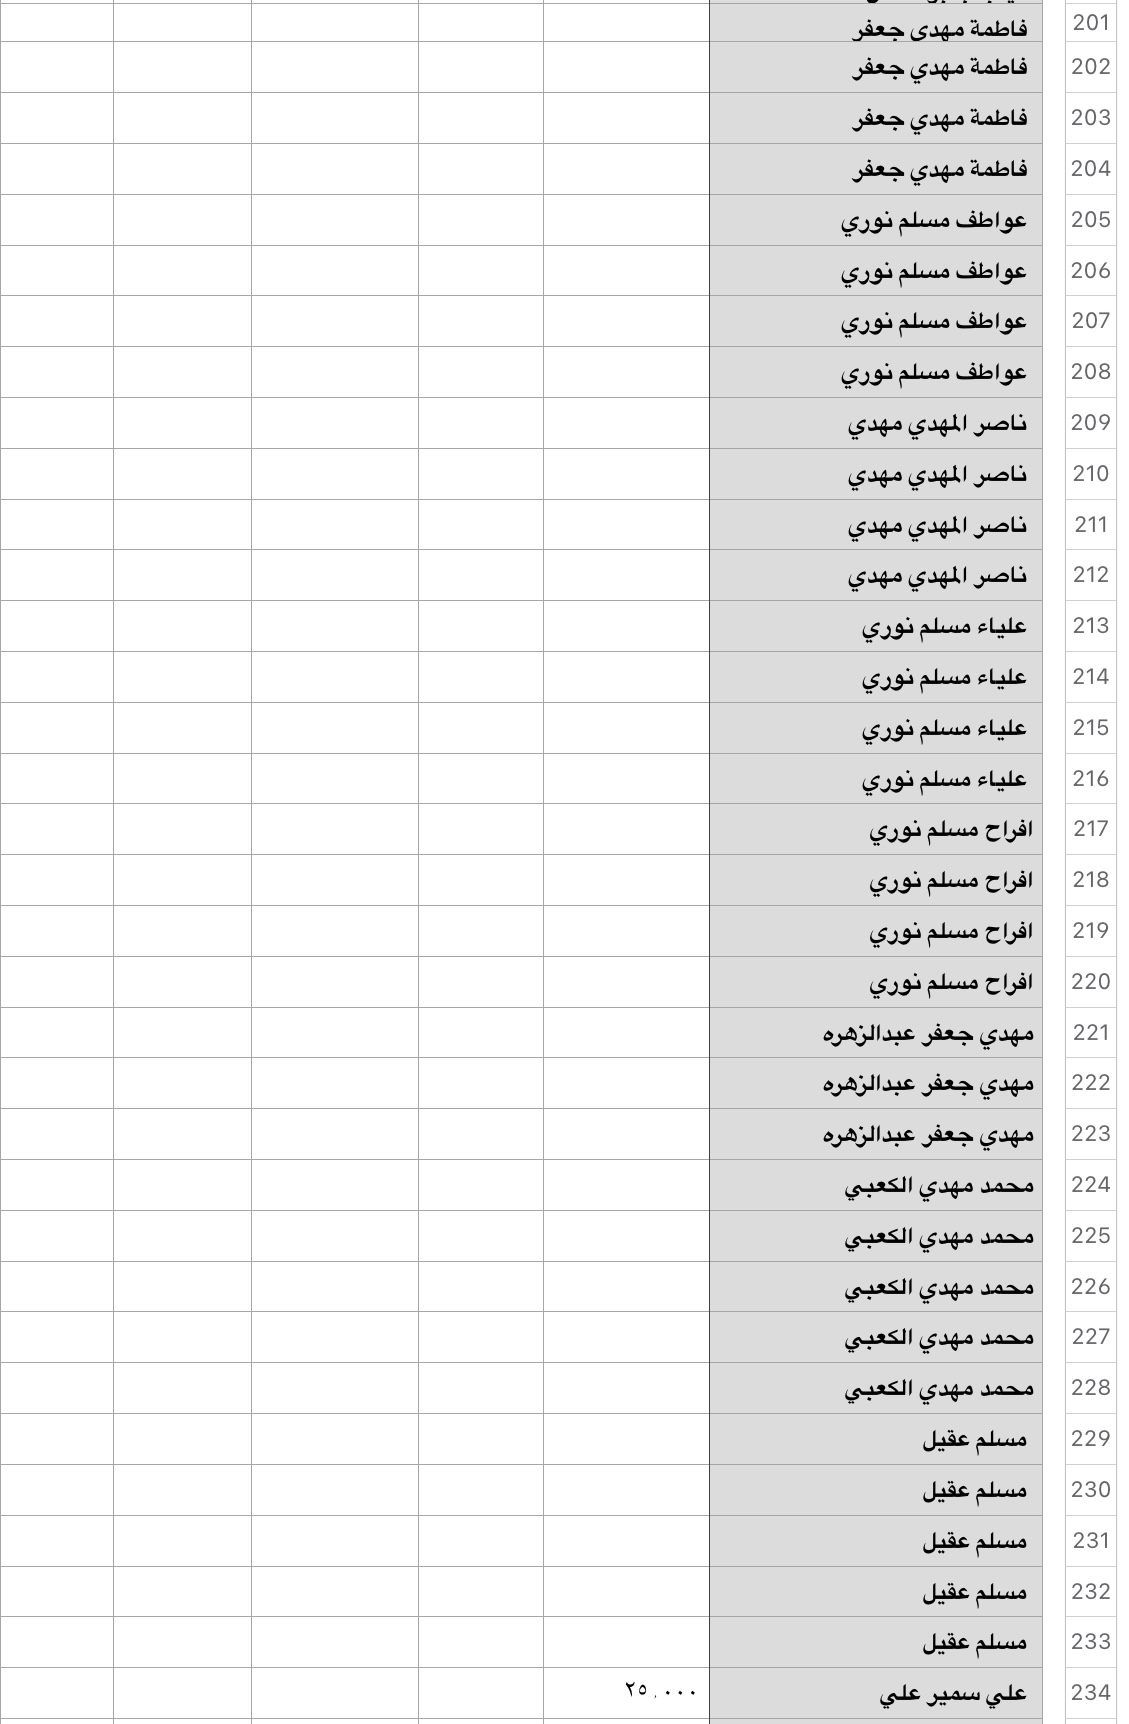 201 فاطمة مهدي جعفر
202 فاطمة مهدي جعفر
203 فاطمة مهدي جعفر
204 فاطمة مهدي جعفر
205 عواطف مسلم نوري
206 عواطف مسلم نوري
207 عواطف مسلم نوري
208 عواطف مسلم نوري
209 ناصر المهدي مهدي
210 ناصر المهدي مهدي
211 ناصر المهدي مهدي
212 ناصر المهدي مهدي
213 علياء مسلم نوري
214 علياء مسلم نوري
215 علياء مسلم نوري
216 علياء مسلم نوري
217 افراح مسلم نوري
218 افراح مسلم نوري
219 افراح مسلم نوري
220 افراح مسلم نوري
221 مهدي جعفر عبدالزهره
222 مهدي جعفر عبدالزهره
223 مهدي جعفر عبدالزهره
224 محمد مهدي الكعبي
225 محمد مهدي الكعبي
226 محمد مهدي الكعبي
227 محمد مهدي الكعبي
228 محمد مهدي الكعبي
229 مسلم عقيل
230 مسلم عقيل
231 مسلم عقيل
232 مسلم عقيل
233 مسلم عقيل
234 علي سمير علي ٢٥.٠٠٠